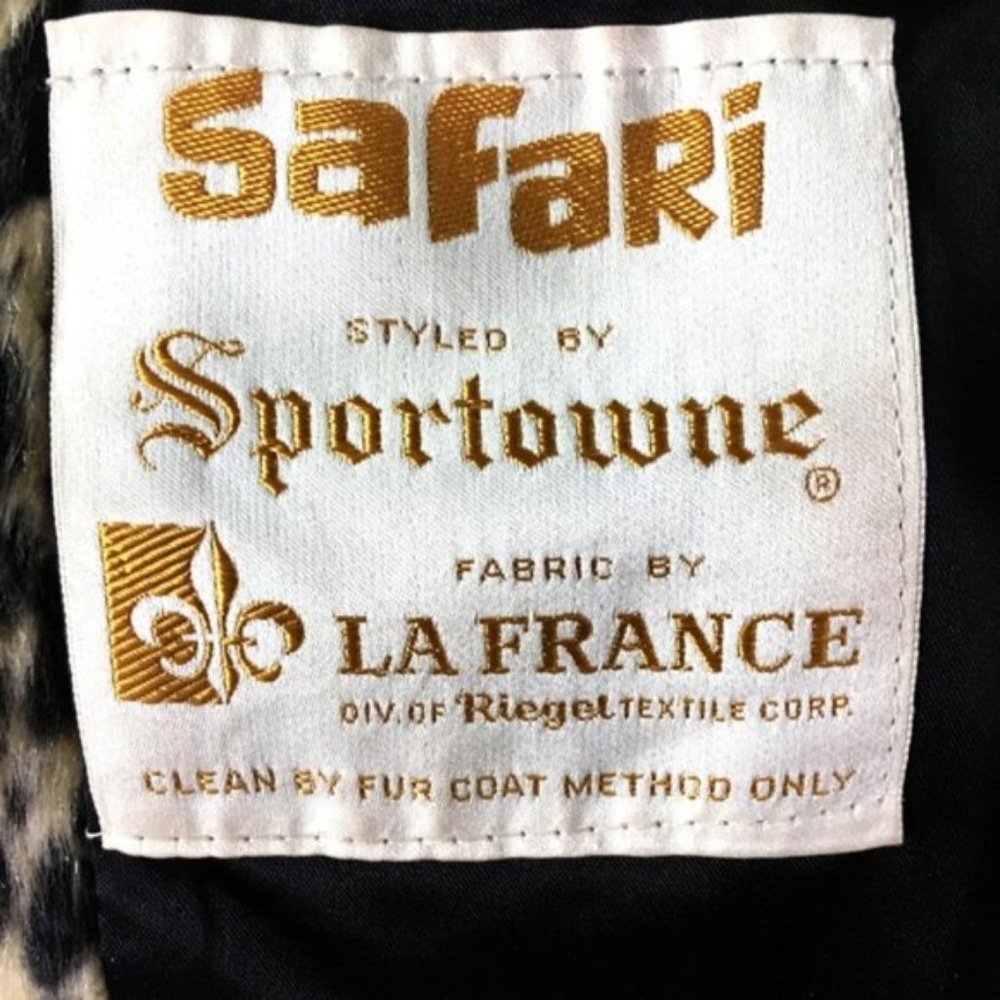 SafaRi
STYLED BY
Sportowne ®
FABRIC BY
LA FRANCE
DIV. OF Riegel TEXTILE CORP.
CLEAN BY FUR COAT METHOD ONLY